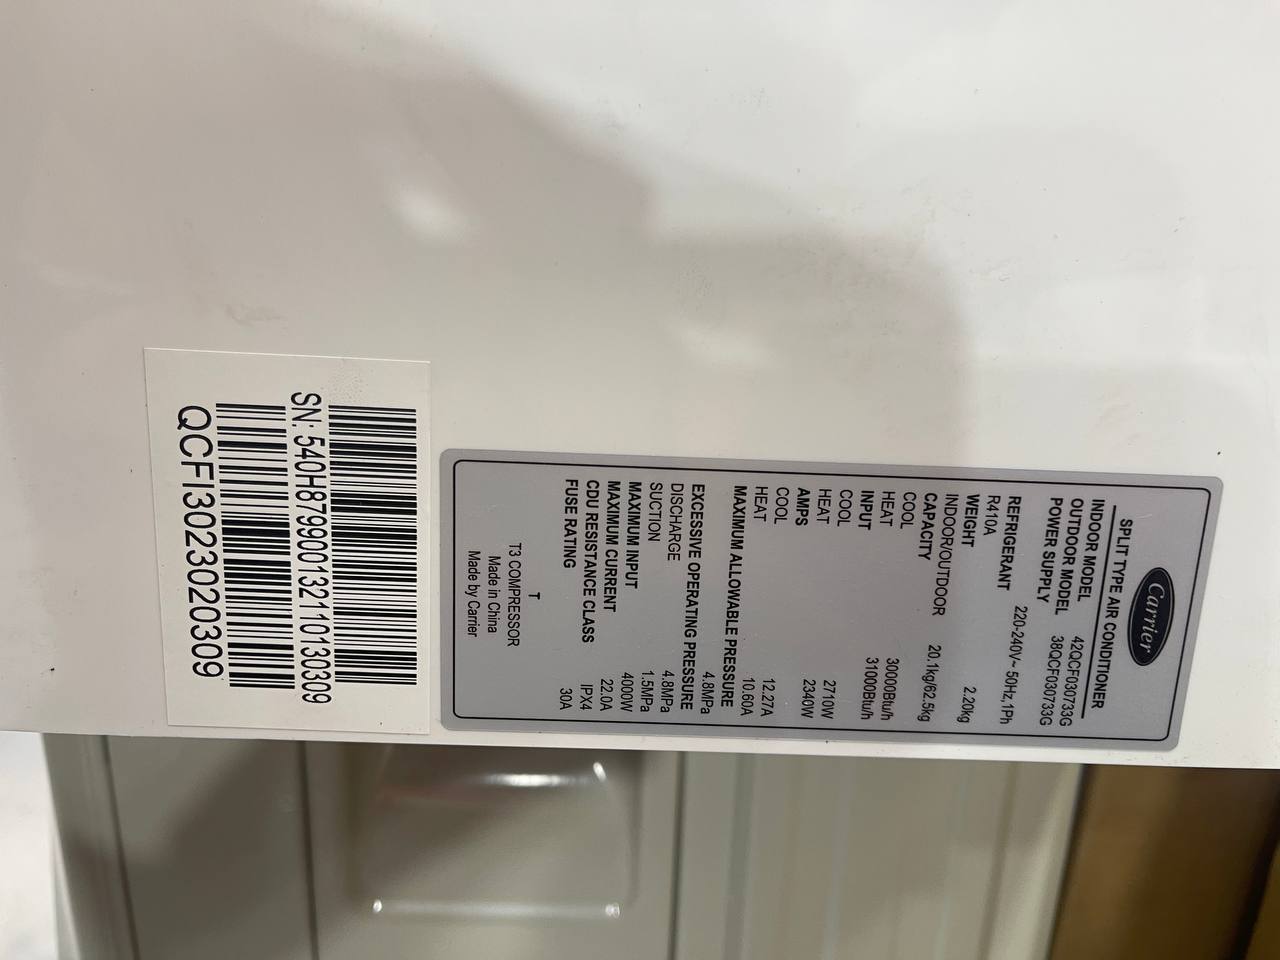 Carrier
SPLIT TYPE AIR CONDITIONER
INDOOR MODEL 42QCF030733G
OUTDOOR MODEL 38QCF030733G
POWER SUPPLY
220-240V~ 50Hz,1Ph
REFRIGERANT
R410A 2.20kg
WEIGHT
INDOOR/OUTDOOR 20.1kg/62.5kg
CAPACITY
COOL 30000Btu/h
HEAT 31000Btu/h
INPUT
COOL 2710W
HEAT 2340W
AMPS
COOL 12.27A
HEAT 10.60A
MAXIMUM ALLOWABLE PRESSURE
4.8MPa
EXCESSIVE OPERATING PRESSURE
DISCHARGE 4.8MPa
SUCTION 1.5MPa
MAXIMUM INPUT 4000W
MAXIMUM CURRENT 22.0A
CDU RESISTANCE CLASS IPX4
FUSE RATING 30A
T
T3 COMPRESSOR
Made in China
Made by Carrier
SN: 540H879900132110130309
QCFI3023020309